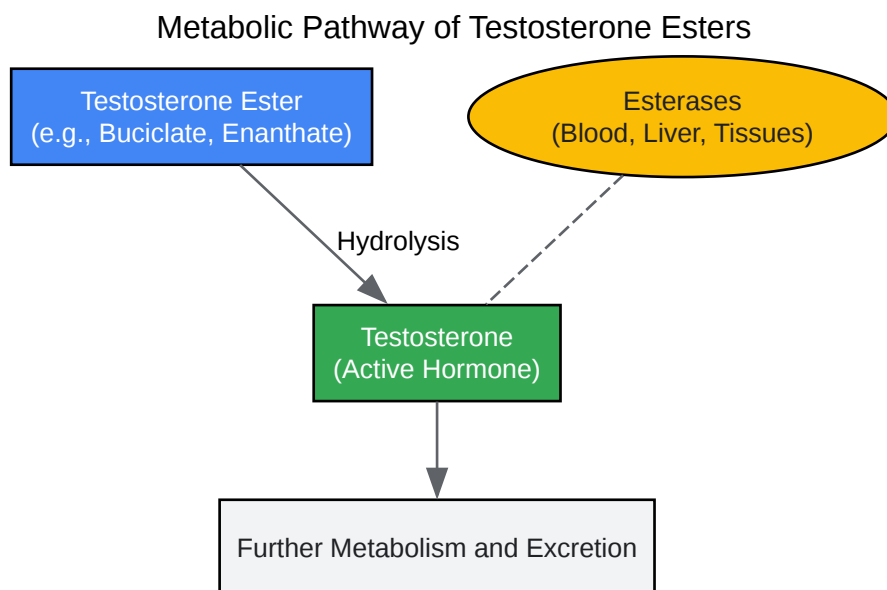 Metabolic Pathway of Testosterone Esters
Testosterone Ester
(e.g., Buciclate, Enanthate)
Esterases
(Blood, Liver, Tissues)
Hydrolysis
Testosterone
(Active Hormone)
Further Metabolism and Excretion